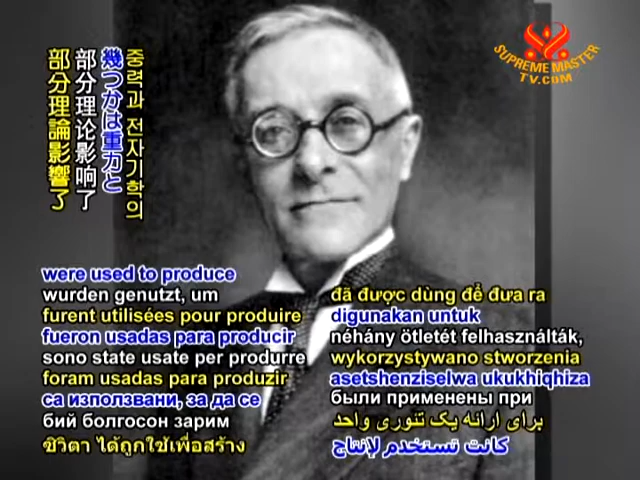 SUPREME MASTER
TV.COM
중력과 전자기학의
幾つかは重力と
部分理论影响了
部分理論影響了
were used to produce
wurden genutzt, um
furent utilisées pour produire
fueron usadas para producir
sono state usate per produrre
foram usadas para produzir
са използвани, за да се
бий болгосон зарим
ชิวิตา ได้ถูกใช้เพื่อสร้าง
đã được dùng để đưa ra
digunakan untuk
néhány ötletét felhasználták,
wykorzystywano stworzenia
asetshenziselwa ukukhiqhiza
были применены при
برای ارائه یک تئوری واحد
كانت تستخدم لإنتاج